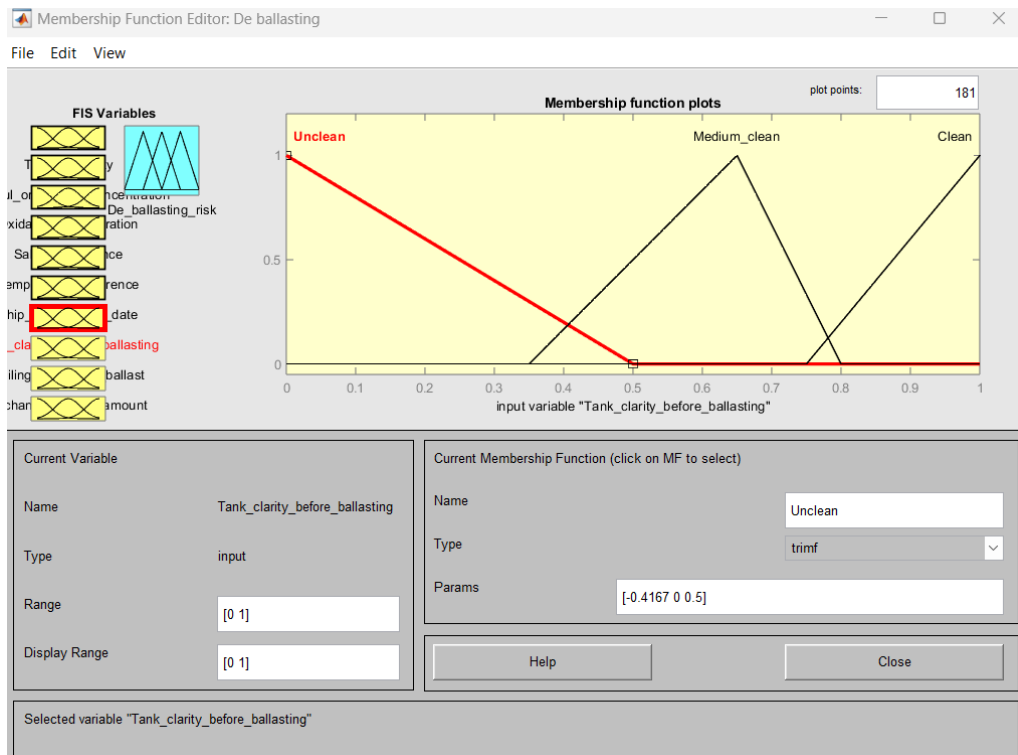 Membership Function Editor: De ballasting
File Edit View
plot points: 181
FIS Variables
Membership function plots
De_ballasting_risk
Unclean Medium_clean Clean
1
0.5
0
0 0.1 0.2 0.3 0.4 0.5 0.6 0.7 0.8 0.9 1
input variable "Tank_clarity_before_ballasting"
_date
ballast
amount
Current Variable
Name Tank_clarity_before_ballasting
Type input
Range [0 1]
Display Range [0 1]
Current Membership Function (click on MF to select)
Name Unclean
Type trimf
Params [-0.4167 0 0.5]
Help Close
Selected variable "Tank_clarity_before_ballasting"